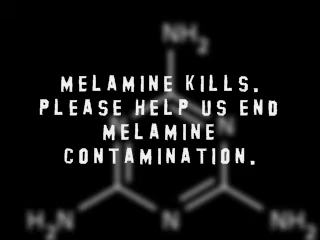 NH2
MELAMINE KILLS.
PLEASE HELP US END
MELAMINE
CONTAMINATION.
N
H2N
N
NH2